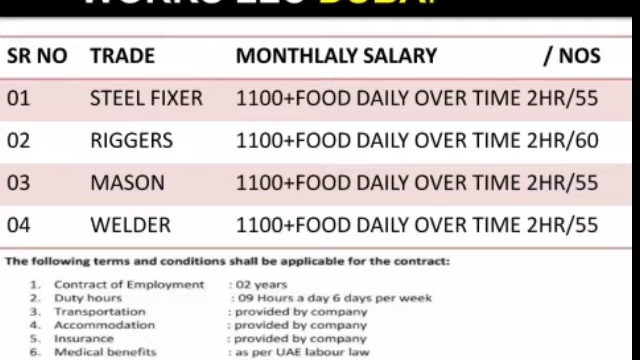 WORKS LLC DUBAI
SR NO TRADE MONTHLALY SALARY / NOS
01 STEEL FIXER 1100+FOOD DAILY OVER TIME 2HR/55
02 RIGGERS 1100+FOOD DAILY OVER TIME 2HR/60
03 MASON 1100+FOOD DAILY OVER TIME 2HR/55
04 WELDER 1100+FOOD DAILY OVER TIME 2HR/55
The following terms and conditions shall be applicable for the contract:
1. Contract of Employment : 02 years
2. Duty hours : 09 Hours a day 6 days per week
3. Transportation : provided by company
4. Accommodation : provided by company
5. Insurance : provided by company
6. Medical benefits : as per UAE labour law